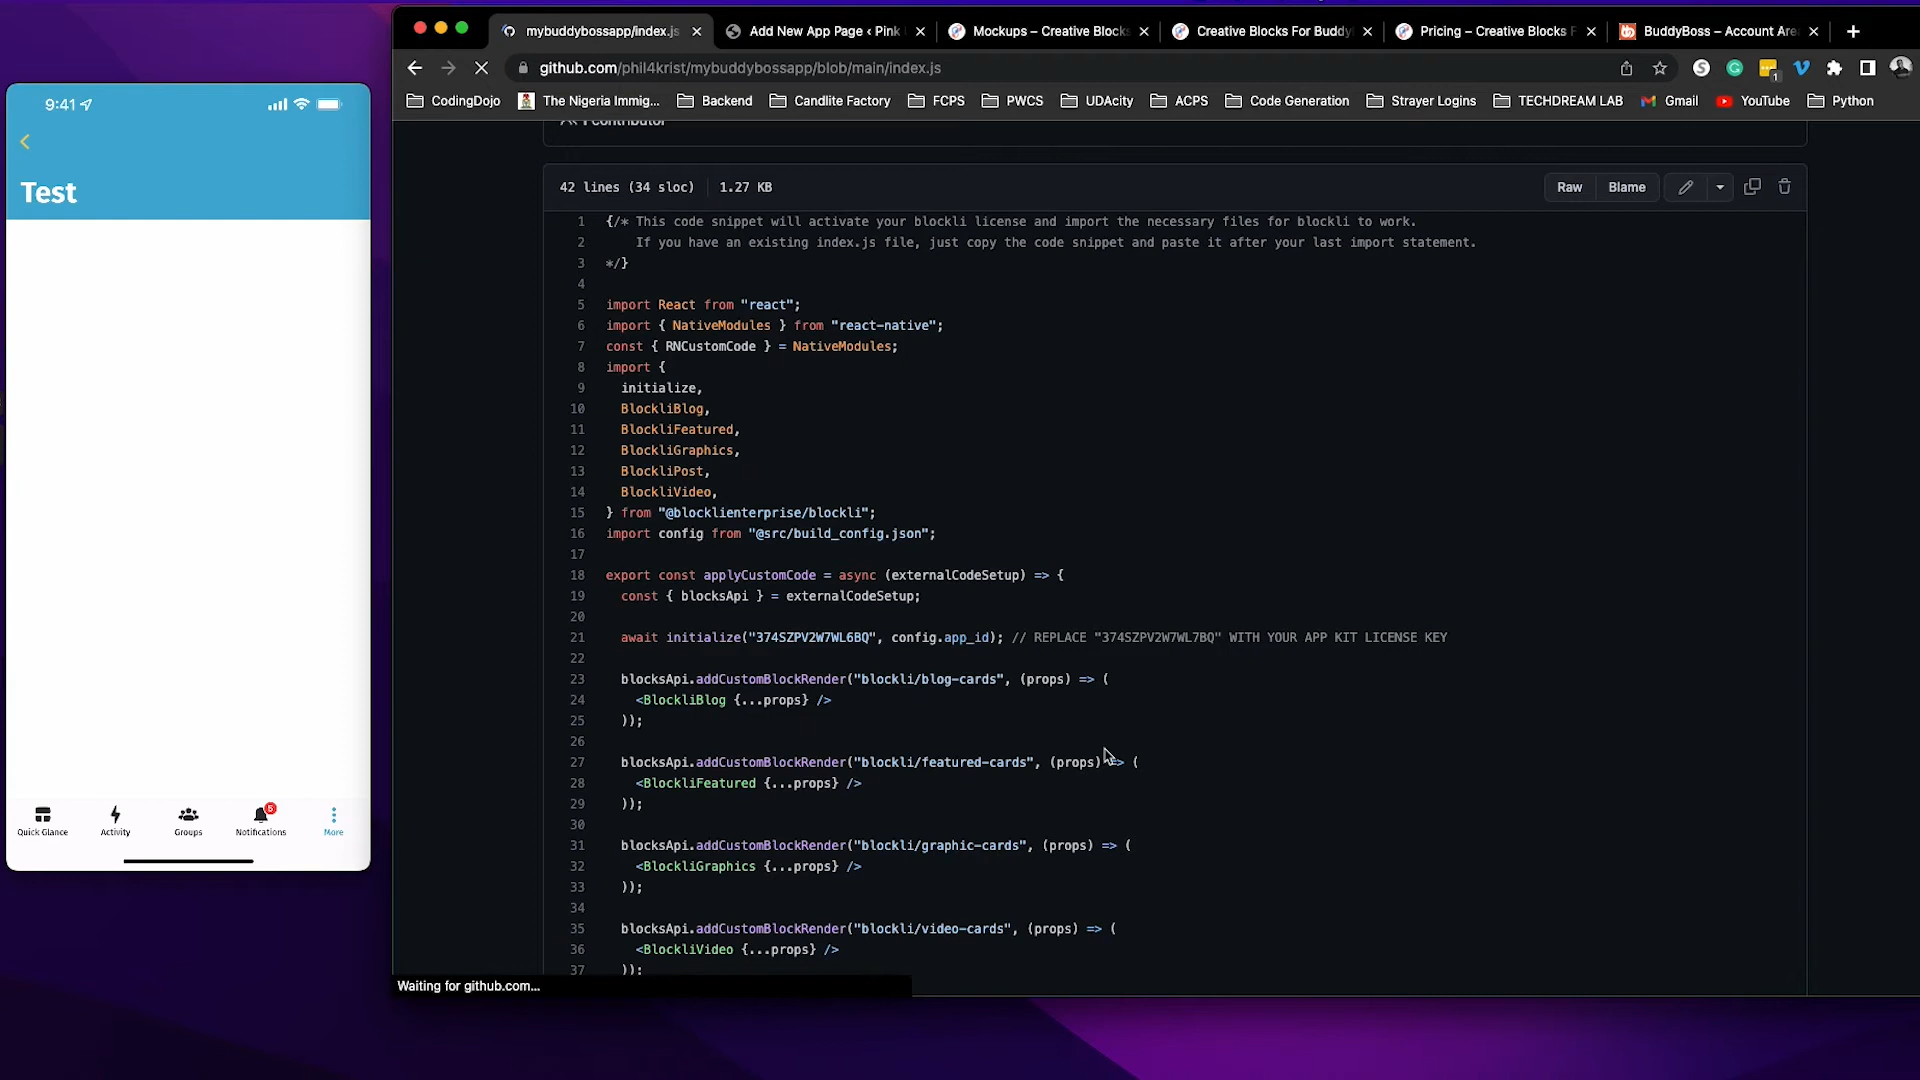 mybuddybossapp/index.js
Add New App Page ‹ Pink
Mockups – Creative Blocks
Creative Blocks For Buddy
Pricing – Creative Blocks F
BuddyBoss – Account Are
github.com/phil4krist/mybuddybossapp/blob/main/index.js
1
CodingDojo
The Nigeria Immig...
Backend
Candlite Factory
FCPS
PWCS
UDAcity
ACPS
Code Generation
Strayer Logins
TECHDREAM LAB
Gmail
YouTube
Python
9:41
Test
Quick Glance
Activity
Groups
5
Notifications
More
42 lines (34 sloc) 1.27 KB
Raw
Blame
1 {/* This code snippet will activate your blockli license and import the necessary files for blockli to work.
2 If you have an existing index.js file, just copy the code snippet and paste it after your last import statement.
3 */}
4
5 import React from "react";
6 import { NativeModules } from "react-native";
7 const { RNCustomCode } = NativeModules;
8 import {
9 initialize,
10 BlockliBlog,
11 BlockliFeatured,
12 BlockliGraphics,
13 BlockliPost,
14 BlockliVideo,
15 } from "@blocklienterprise/blockli";
16 import config from "@src/build_config.json";
17
18 export const applyCustomCode = async (externalCodeSetup) => {
19 const { blocksApi } = externalCodeSetup;
20
21 await initialize("374SZPV2W7WL6BQ", config.app_id); // REPLACE "374SZPV2W7WL7BQ" WITH YOUR APP KIT LICENSE KEY
22
23 blocksApi.addCustomBlockRender("blockli/blog-cards", (props) => (
24 <BlockliBlog {...props} />
25 ));
26
27 blocksApi.addCustomBlockRender("blockli/featured-cards", (props) => (
28 <BlockliFeatured {...props} />
29 ));
30
31 blocksApi.addCustomBlockRender("blockli/graphic-cards", (props) => (
32 <BlockliGraphics {...props} />
33 ));
34
35 blocksApi.addCustomBlockRender("blockli/video-cards", (props) => (
36 <BlockliVideo {...props} />
37 ));
Waiting for github.com...